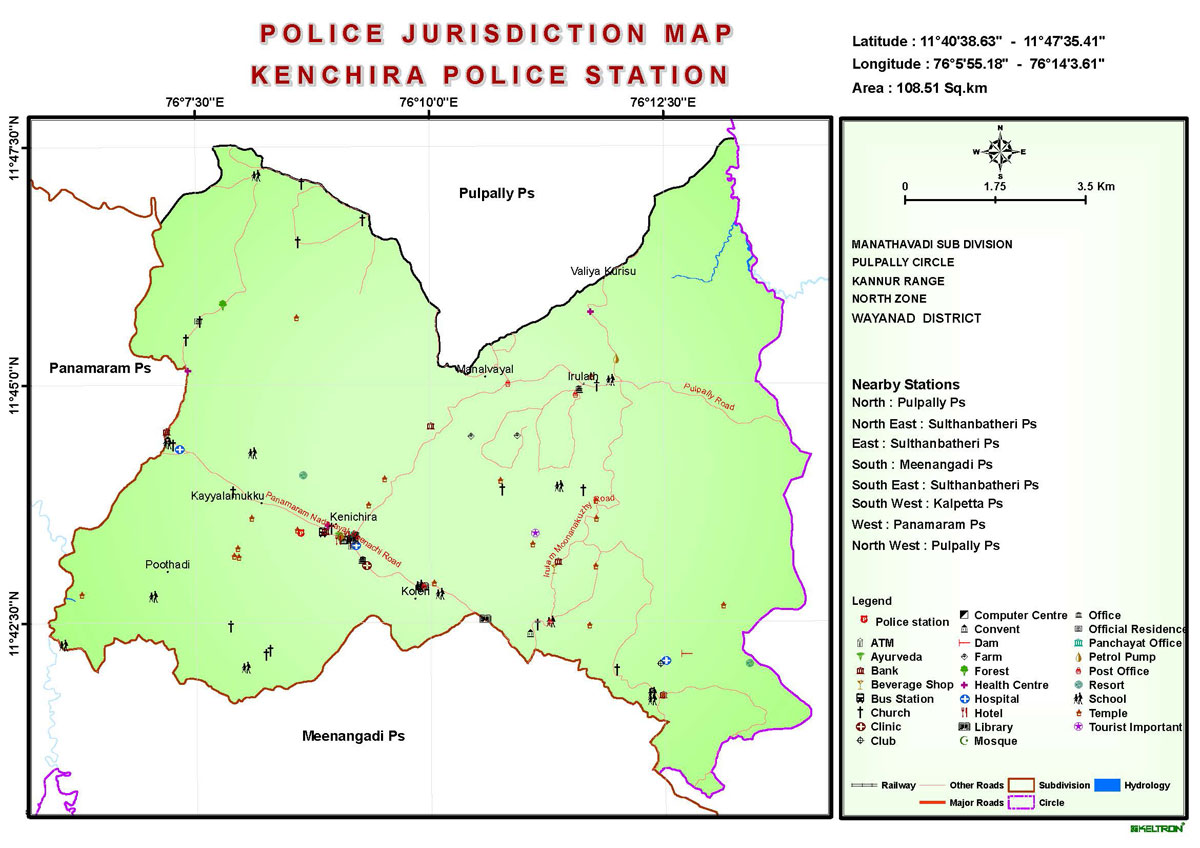 POLICE JURISDICTION MAP
KENCHIRA POLICE STATION
Latitude : 11°40'38.63" - 11°47'35.41"
Longitude : 76°5'55.18" - 76°14'3.61"
Area : 108.51 Sq.km
76°7'30"E
76°10'0"E
76°12'30"E
11°47'30"N
11°45'0"N
11°42'30"N
Pulpally Ps
Valiya Kurisu
Panamaram Ps
Manalvayal
Irulath
Pulpally Road
Kayyalamukku
Kenichira
Irulam Moonanakuzhy Road
Poothadi
Koleri
Meenangadi Ps
N
W
E
S
0
1.75
3.5 Km
MANATHAVADI SUB DIVISION
PULPALLY CIRCLE
KANNUR RANGE
NORTH ZONE
WAYANAD DISTRICT
Nearby Stations
North : Pulpally Ps
North East : Sulthanbatheri Ps
East : Sulthanbatheri Ps
South : Meenangadi Ps
South East : Sulthanbatheri Ps
South West : Kalpetta Ps
West : Panamaram Ps
North West : Pulpally Ps
Legend
Police station
ATM
Ayurveda
Bank
Beverage Shop
Bus Station
Church
Clinic
Club
Computer Centre
Convent
Dam
Farm
Forest
Health Centre
Hospital
Hotel
Library
Mosque
Office
Official Residence
Panchayat Office
Petrol Pump
Post Office
Resort
School
Temple
Tourist Important
Railway
Other Roads
Subdivision
Hydrology
Major Roads
Circle
KELTRON